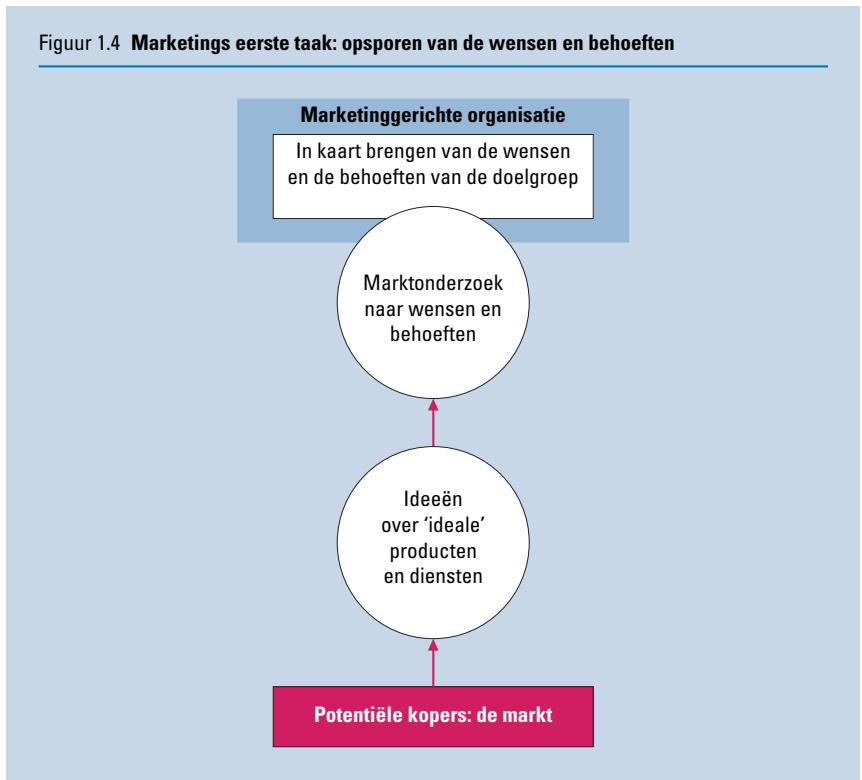 Figuur 1.4 Marketings eerste taak: opsporen van de wensen en behoeften
Marketinggerichte organisatie
In kaart brengen van de wensen
en de behoeften van de doelgroep
Marktonderzoek
naar wensen en
behoeften
Ideeën
over ‘ideale’
producten
en diensten
Potentiële kopers: de markt